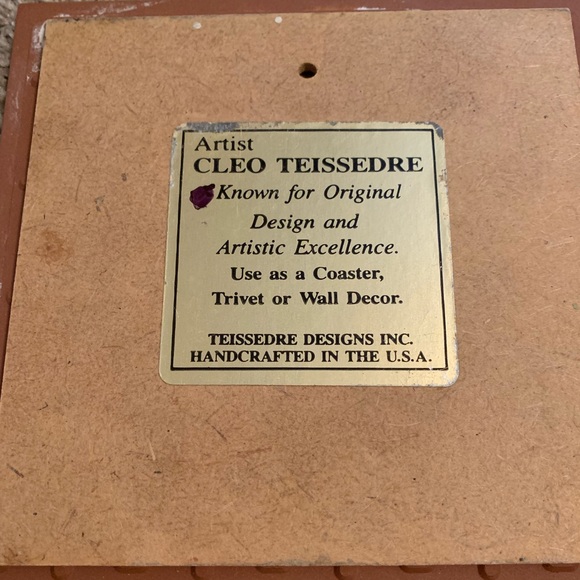 Artist
CLEO TEISSEDRE
Known for Original
Design and
Artistic Excellence.
Use as a Coaster,
Trivet or Wall Decor.
TEISSEDRE DESIGNS INC.
HANDCRAFTED IN THE U.S.A.